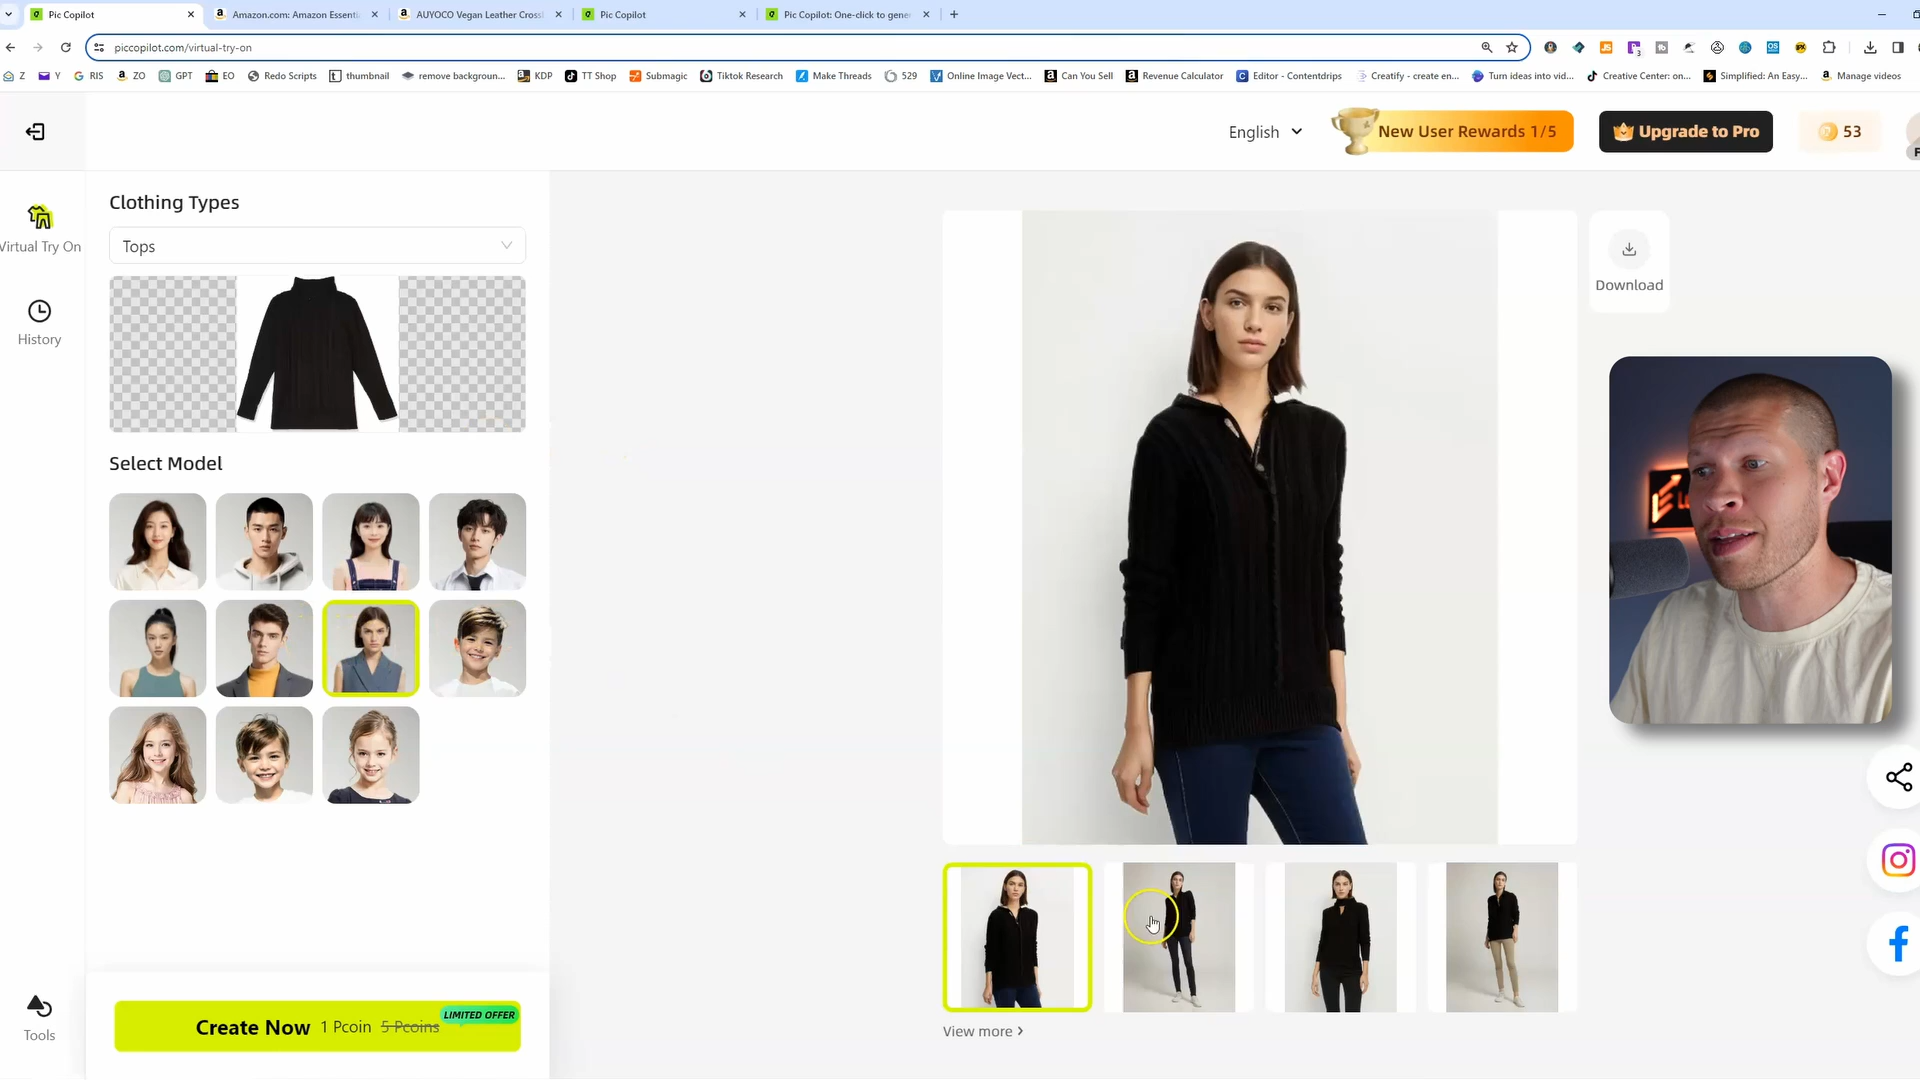 Pic Copilot
Amazon.com: Amazon Essenti
AUYOCO Vegan Leather Cross
Pic Copilot
Pic Copilot: One-click to gene
piccopilot.com/virtual-try-on
Z
Y
RIS
ZO
GPT
EO
Redo Scripts
thumbnail
remove backgroun...
KDP
TT Shop
Submagic
Tiktok Research
Make Threads
529
Online Image Vect...
Can You Sell
Revenue Calculator
Editor - Contentdrips
Creatify - create en...
Turn ideas into vid...
Creative Center: on...
Simplified: An Easy...
Manage videos
English
New User Rewards 1/5
Upgrade to Pro
53
Virtual Try On
History
Tools
Clothing Types
Tops
Select Model
Create Now 1 Pcoin 5 Pcoins
LIMITED OFFER
Download
View more